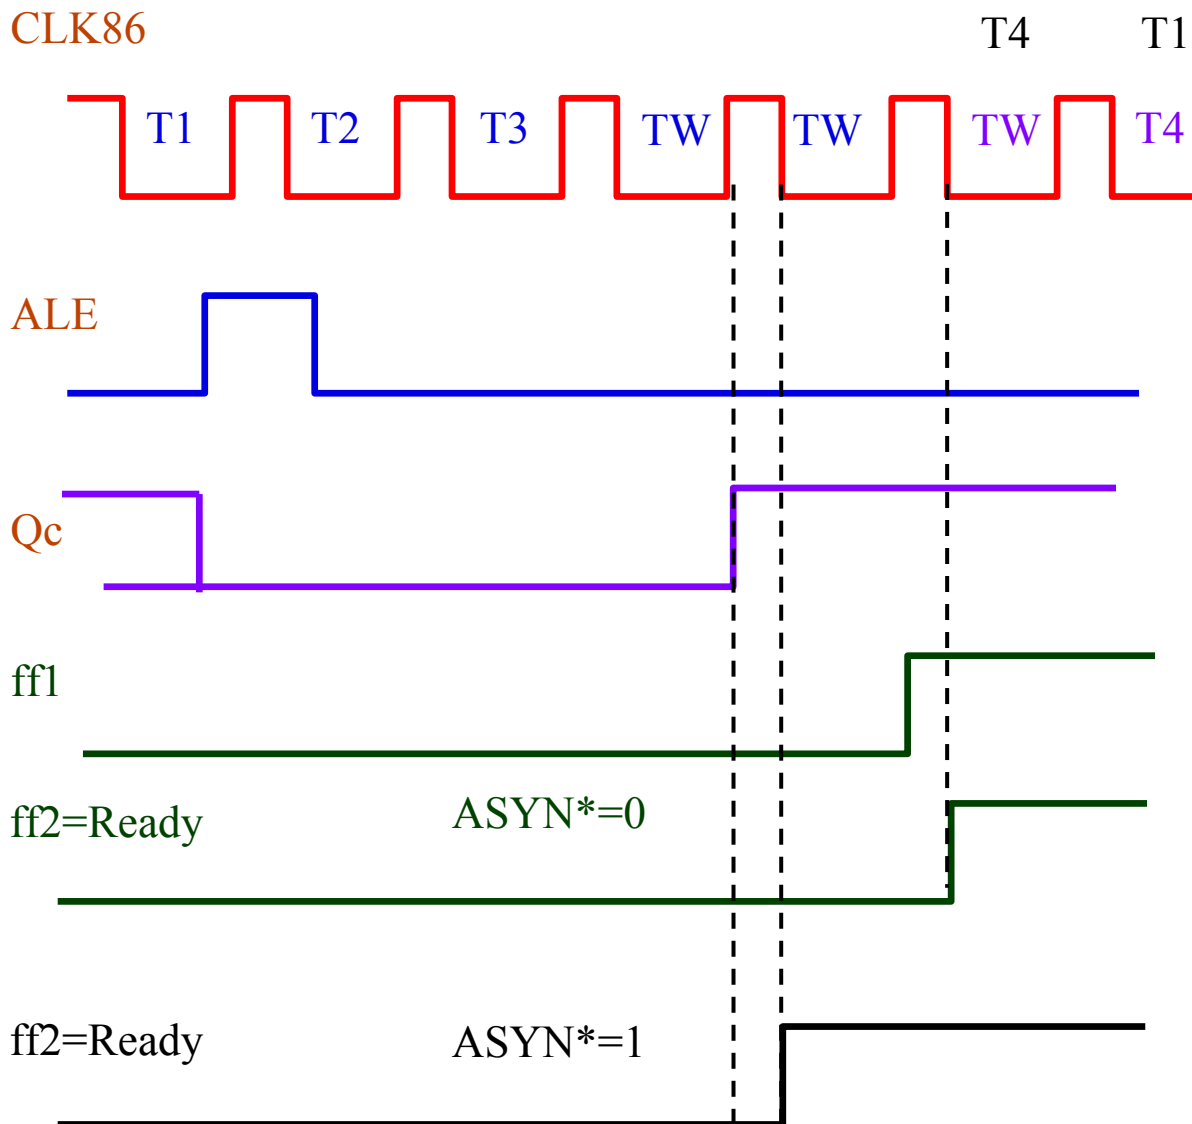 CLK86 T4 T1
T1 T2 T3 TW TW TW T4
ALE
Qc
ff1
ff2=Ready ASYN*=0
ff2=Ready ASYN*=1